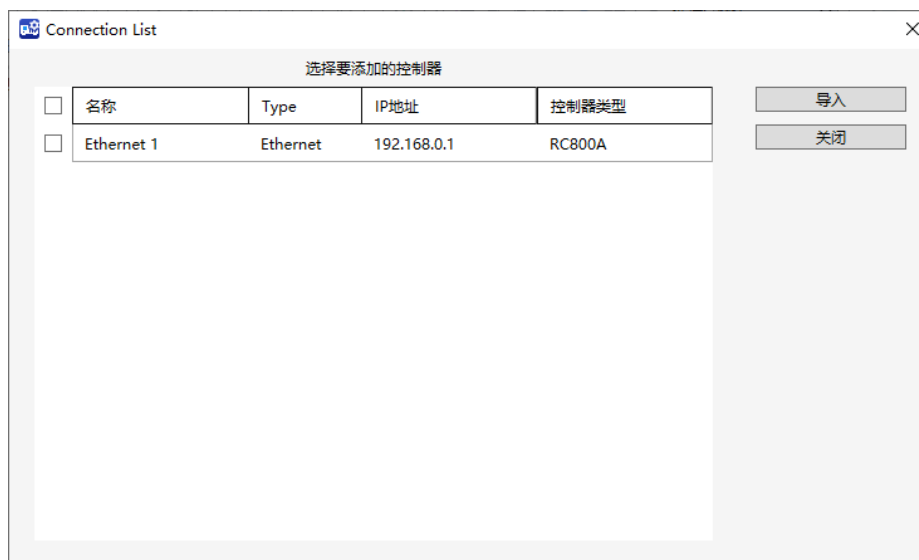 Connection List
选择要添加的控制器
名称 Type IP地址 控制器类型 导入
Ethernet 1 Ethernet 192.168.0.1 RC800A 关闭